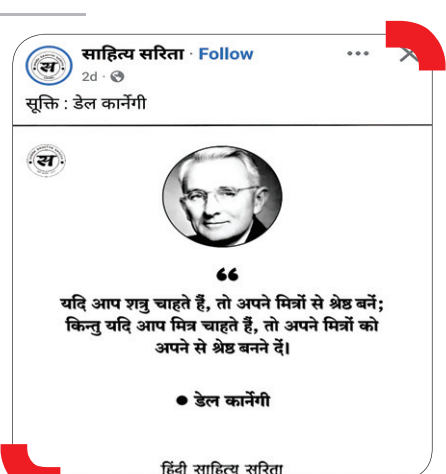 साहित्य सरिता · Follow
2d ·
सूक्ति : डेल कार्नेगी
स
स
“
यदि आप शत्रु चाहते हैं, तो अपने मित्रों से श्रेष्ठ बनें;
किन्तु यदि आप मित्र चाहते हैं, तो अपने मित्रों को
अपने से श्रेष्ठ बनने दें।
● डेल कार्नेगी
हिंदी साहित्य सरिता